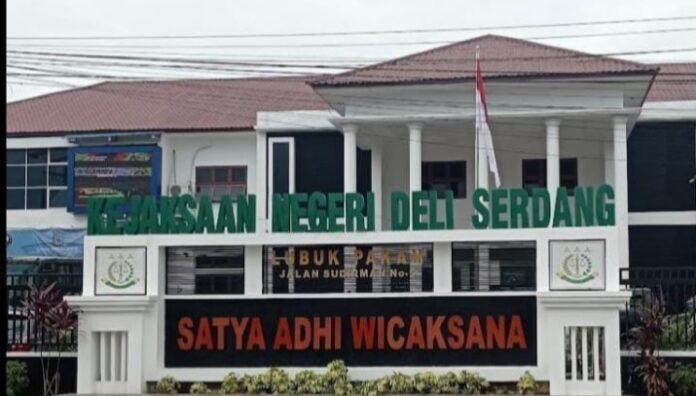 KEJAKSAAN NEGERI DELI SERDANG
LUBUK PAKAM
JALAN SUDIRMAN No.
SATYA ADHI WICAKSANA